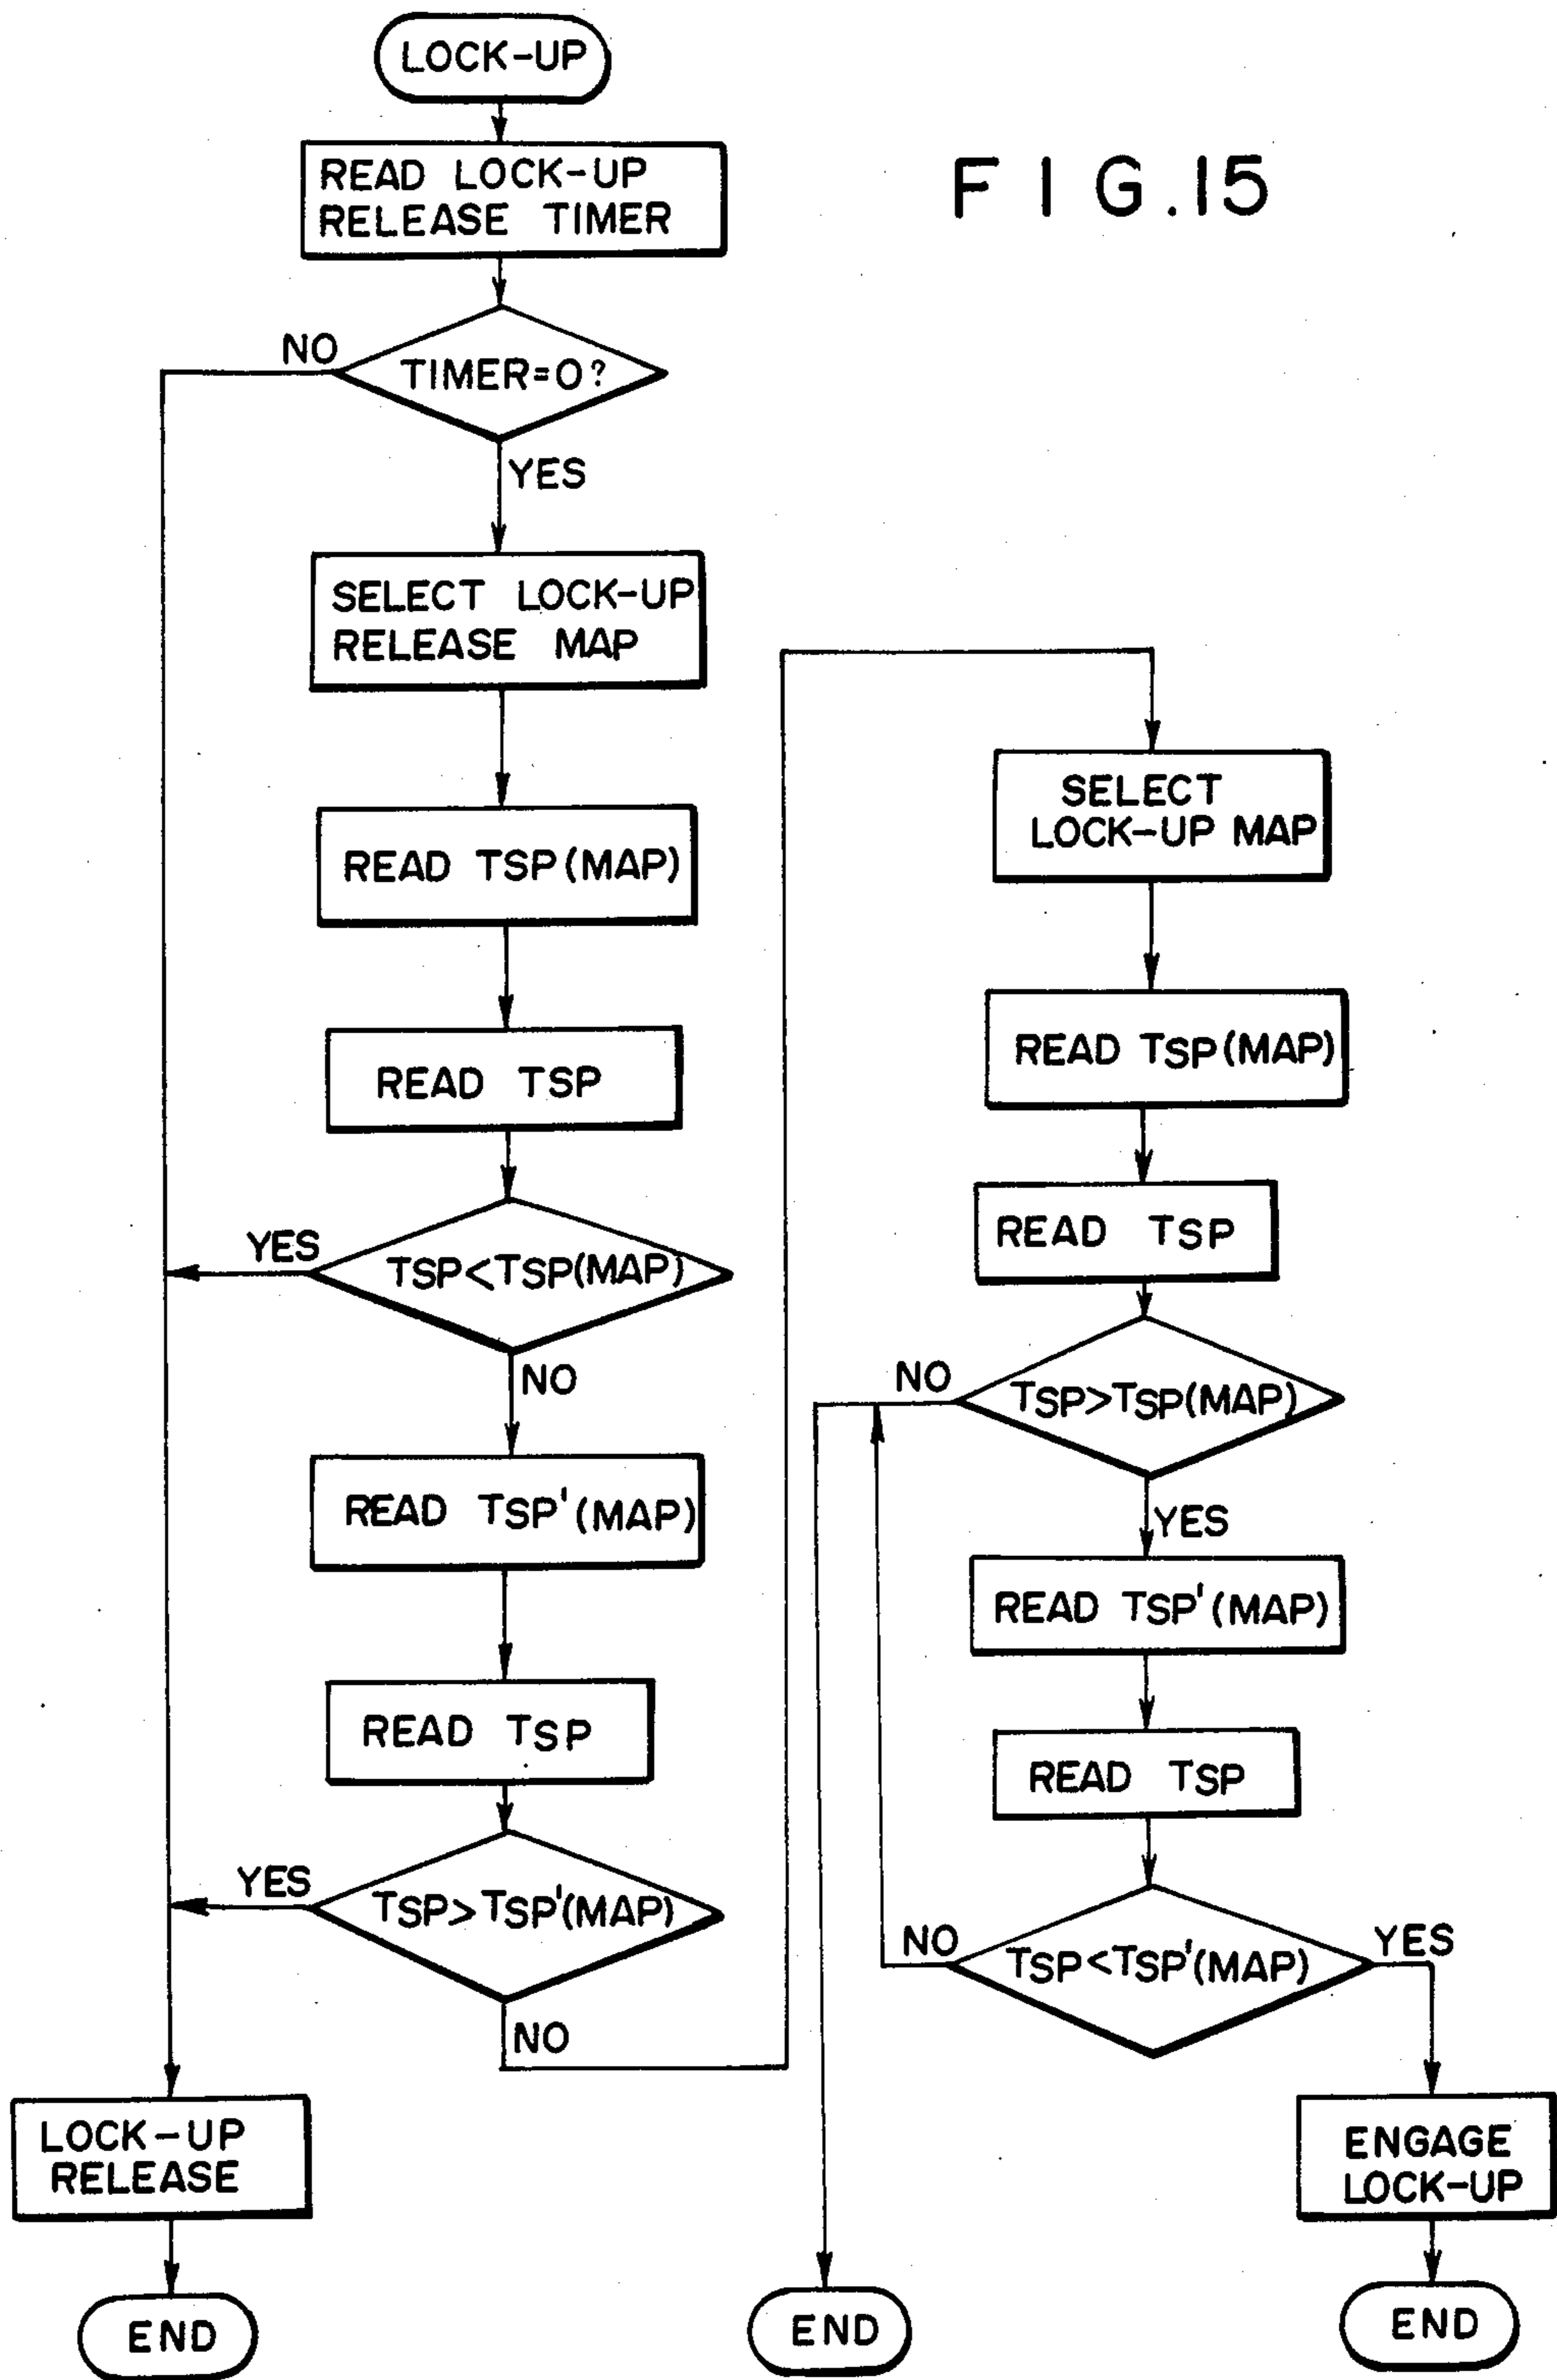 LOCK-UP
READ LOCK-UP
RELEASE TIMER
FIG.15
NO
TIMER=0?
YES
SELECT LOCK-UP
RELEASE MAP
READ TSP(MAP)
READ TSP
YES
TSP<TSP(MAP)
NO
READ TSP'(MAP)
READ TSP
YES
TSP>TSP'(MAP)
NO
LOCK-UP
RELEASE
END
SELECT
LOCK-UP MAP
READ TSP(MAP)
READ TSP
NO
TSP>TSP(MAP)
YES
READ TSP'(MAP)
READ TSP
NO
TSP<TSP'(MAP)
YES
ENGAGE
LOCK-UP
END
END